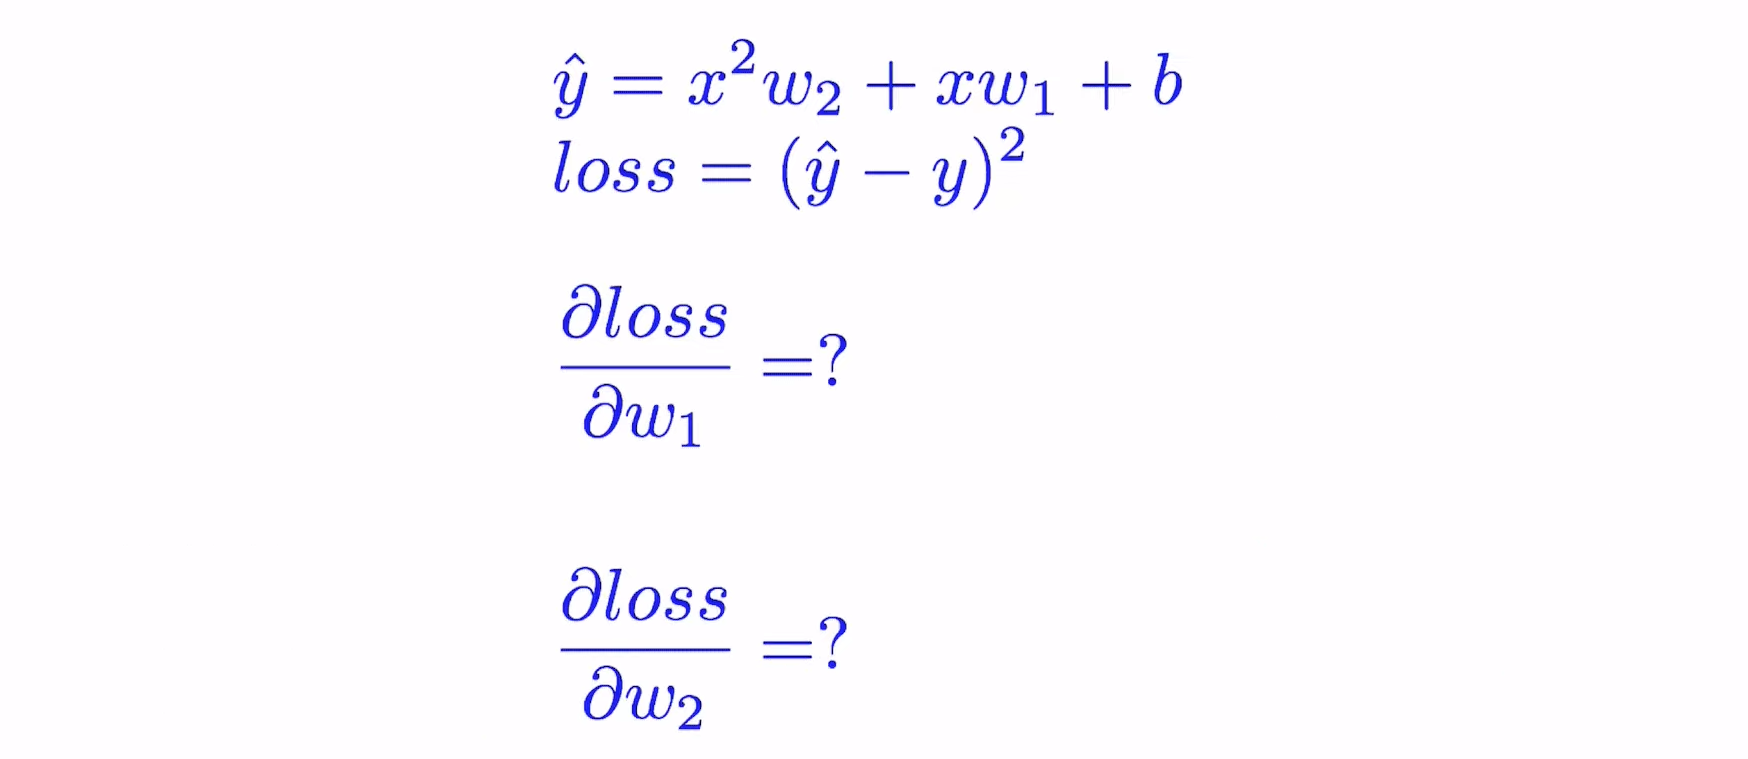 ŷ = x²w₂ + xw₁ + b
loss = (ŷ − y)²
∂loss/∂w₁ =?
∂loss/∂w₂ =?